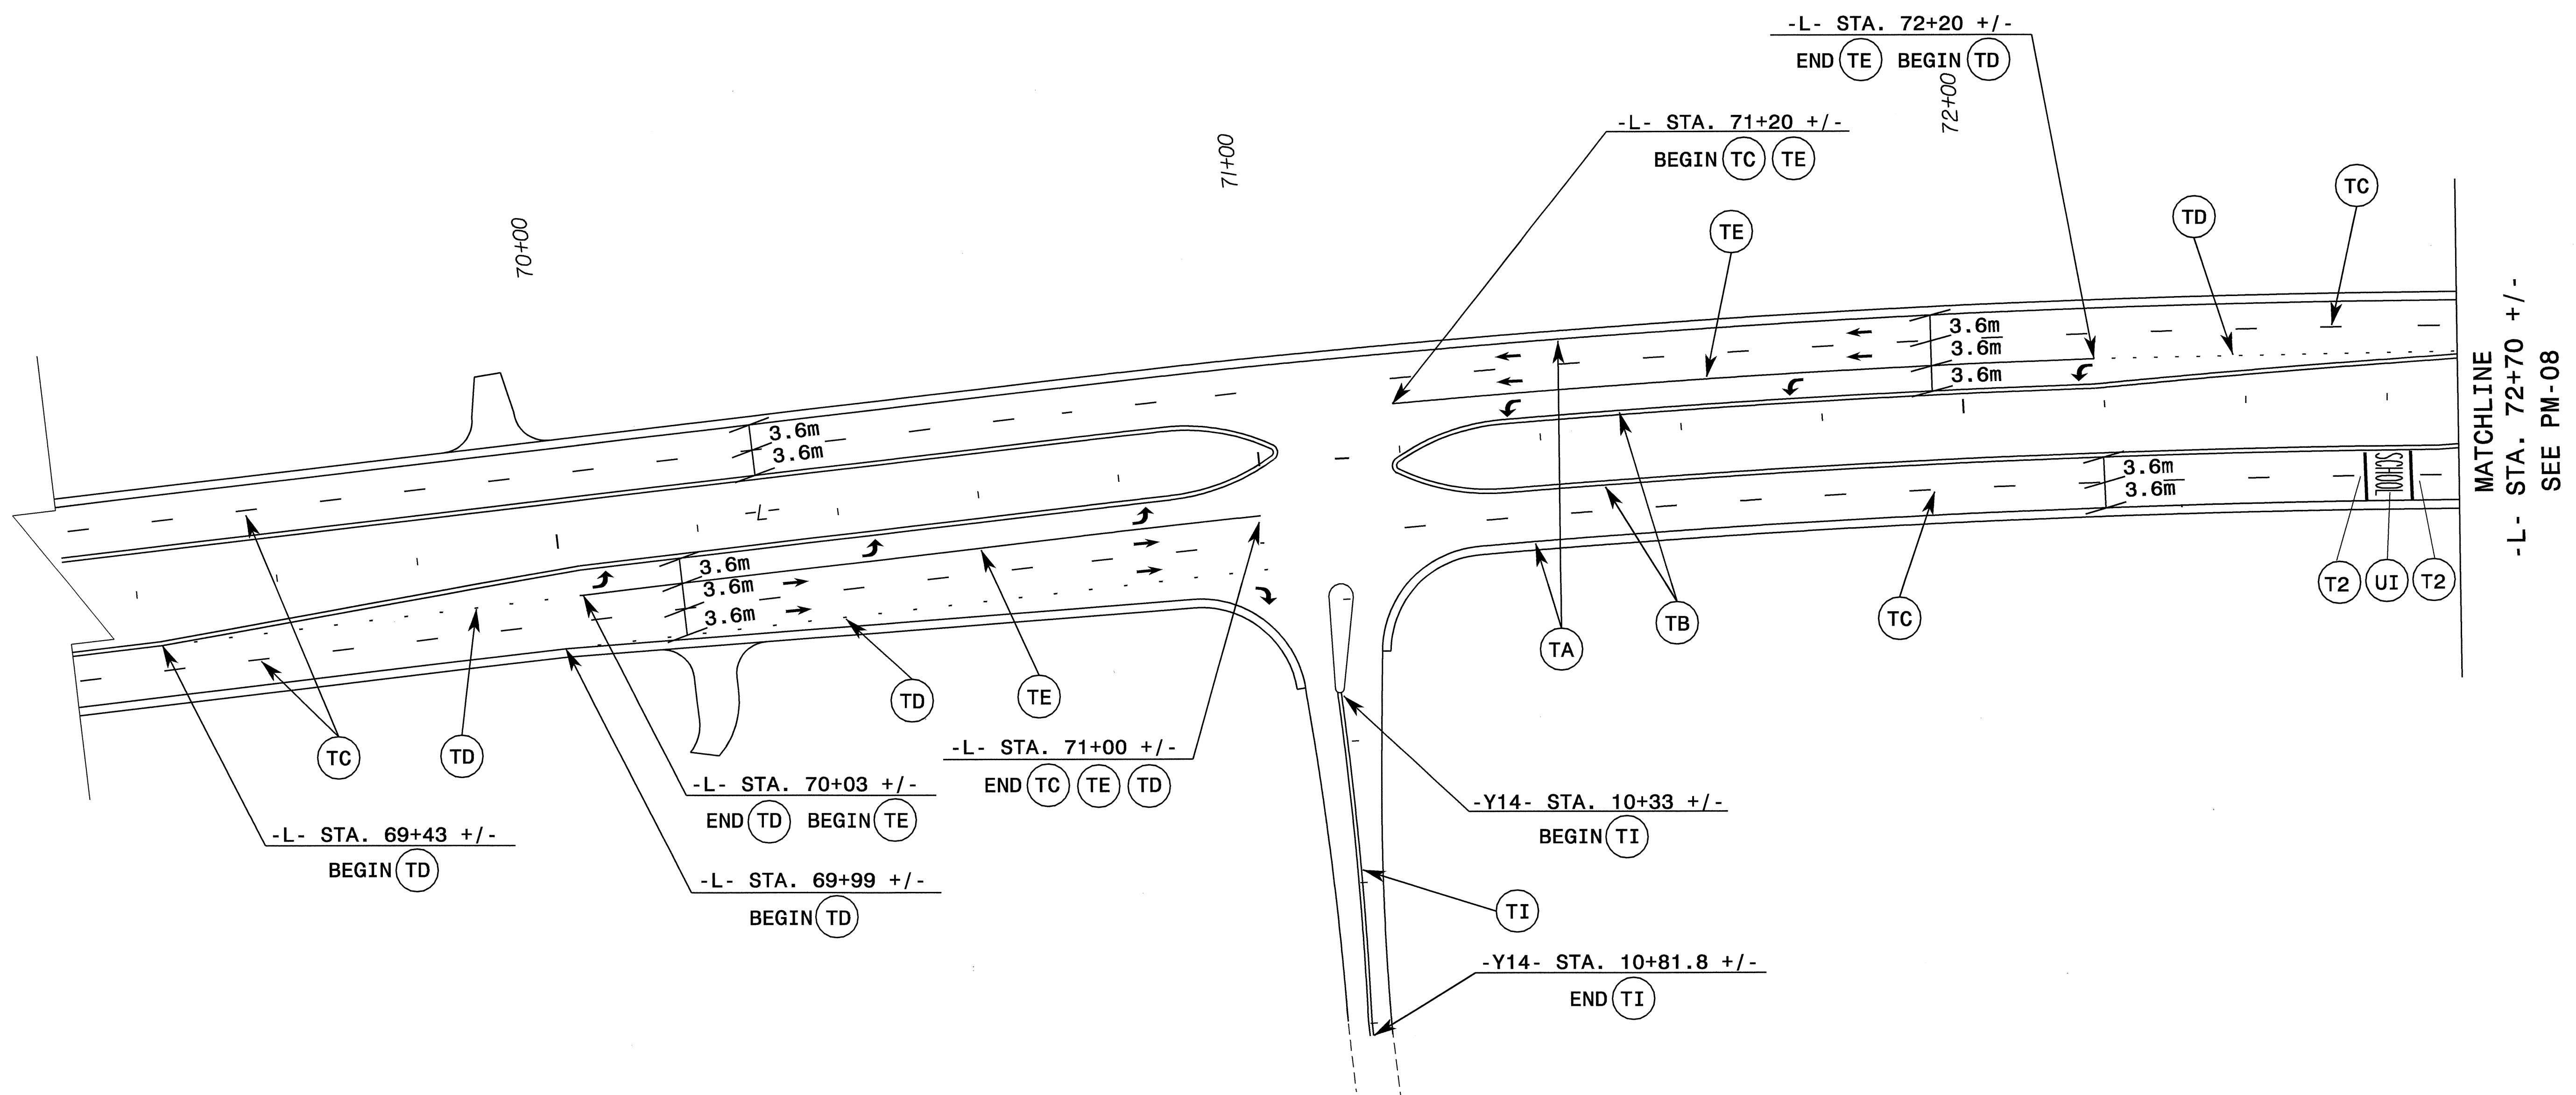 -L- STA. 72+20 +/-
END TE BEGIN TD
72+00
-L- STA. 71+20 +/-
BEGIN TC TE
71+00
70+00
TE
TD
TC
3.6m
3.6m
3.6m
3.6m
3.6m
-L-
3.6m
3.6m
SCHOOL
3.6m
3.6m
3.6m
MATCHLINE
-L- STA. 72+70 +/-
SEE PM-08
T2
UI
T2
TC
TB
TA
TD
TE
TC
TD
-L- STA. 71+00 +/-
END TC TE TD
-L- STA. 70+03 +/-
END TD BEGIN TE
-L- STA. 69+43 +/-
BEGIN TD
-L- STA. 69+99 +/-
BEGIN TD
-Y14- STA. 10+33 +/-
BEGIN TI
TI
-Y14- STA. 10+81.8 +/-
END TI